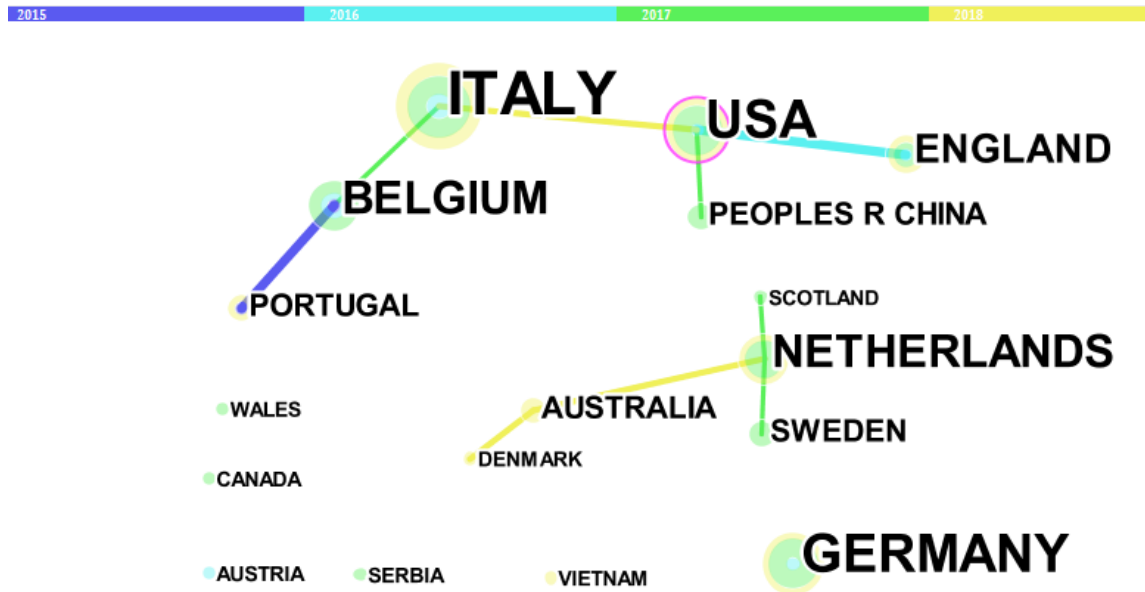 2015 2016 2017 2018
ITALY
USA
ENGLAND
BELGIUM
PEOPLES R CHINA
PORTUGAL
SCOTLAND
NETHERLANDS
WALES
AUSTRALIA
SWEDEN
DENMARK
CANADA
GERMANY
AUSTRIA
SERBIA
VIETNAM